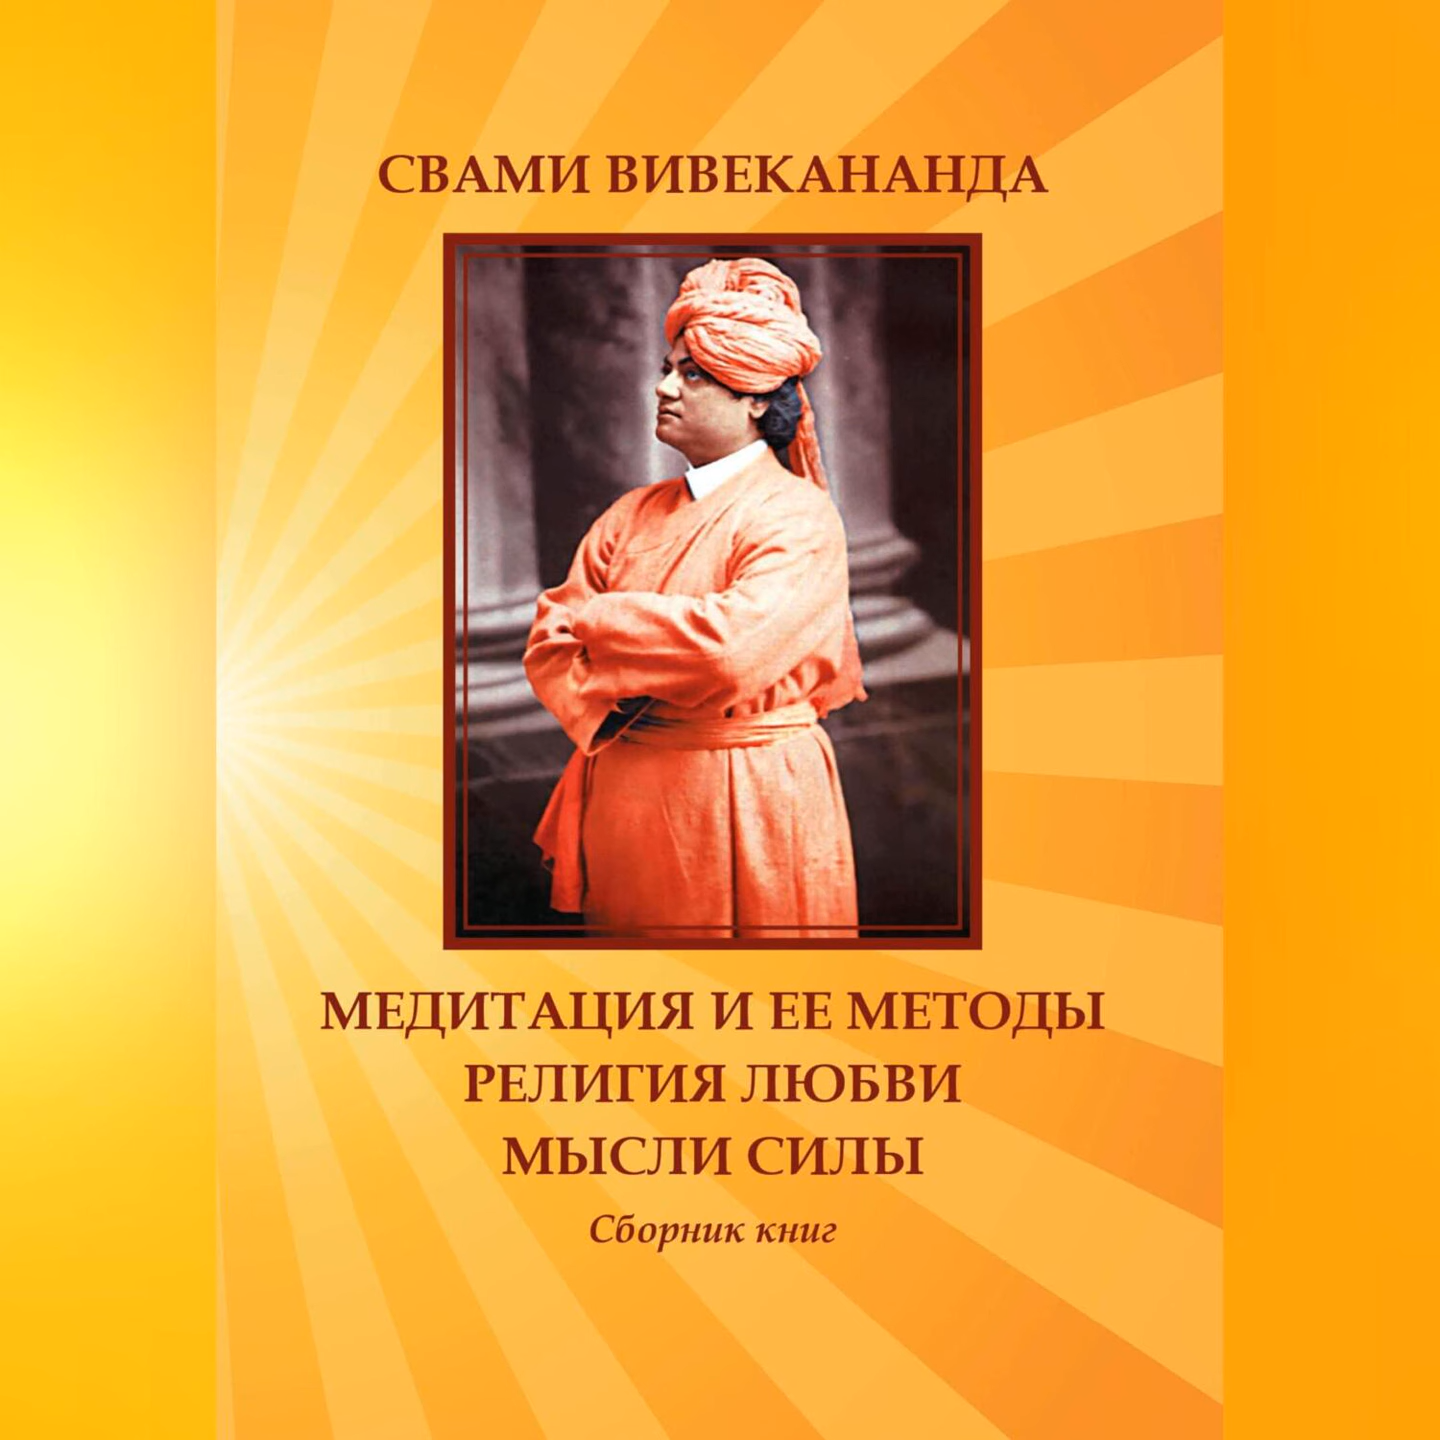 СВАМИ ВИВЕКАНАНДА
МЕДИТАЦИЯ И ЕЕ МЕТОДЫ
РЕЛИГИЯ ЛЮБВИ
МЫСЛИ СИЛЫ
Сборник книг